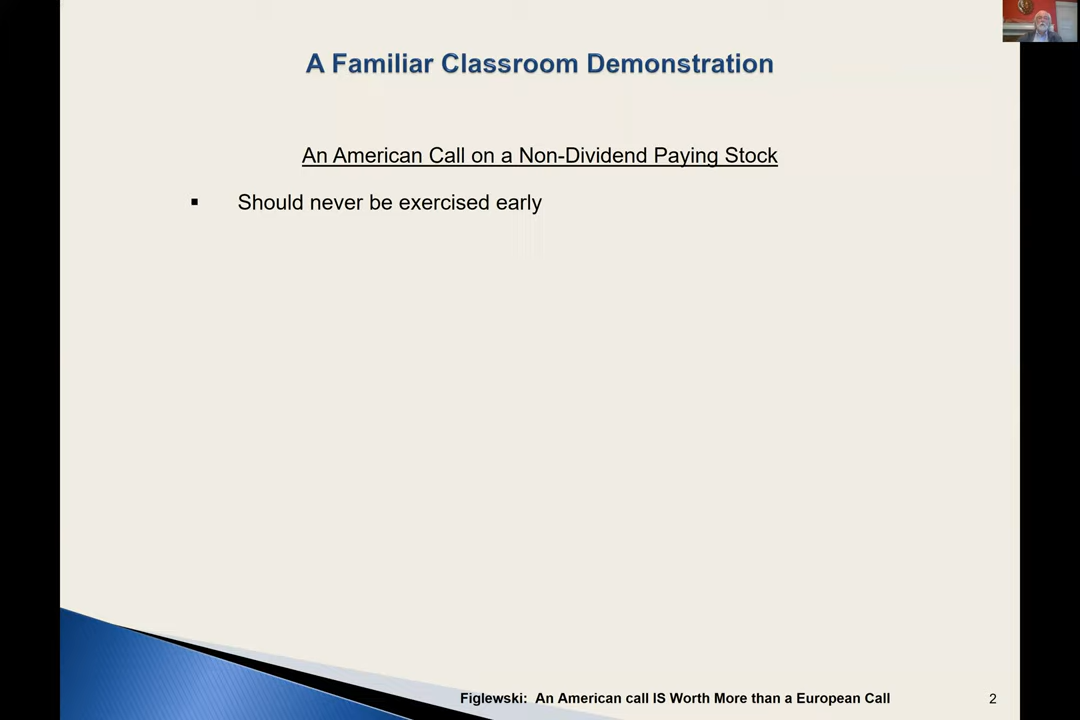 A Familiar Classroom Demonstration
An American Call on a Non-Dividend Paying Stock
▪ Should never be exercised early
Figlewski: An American call IS Worth More than a European Call 2